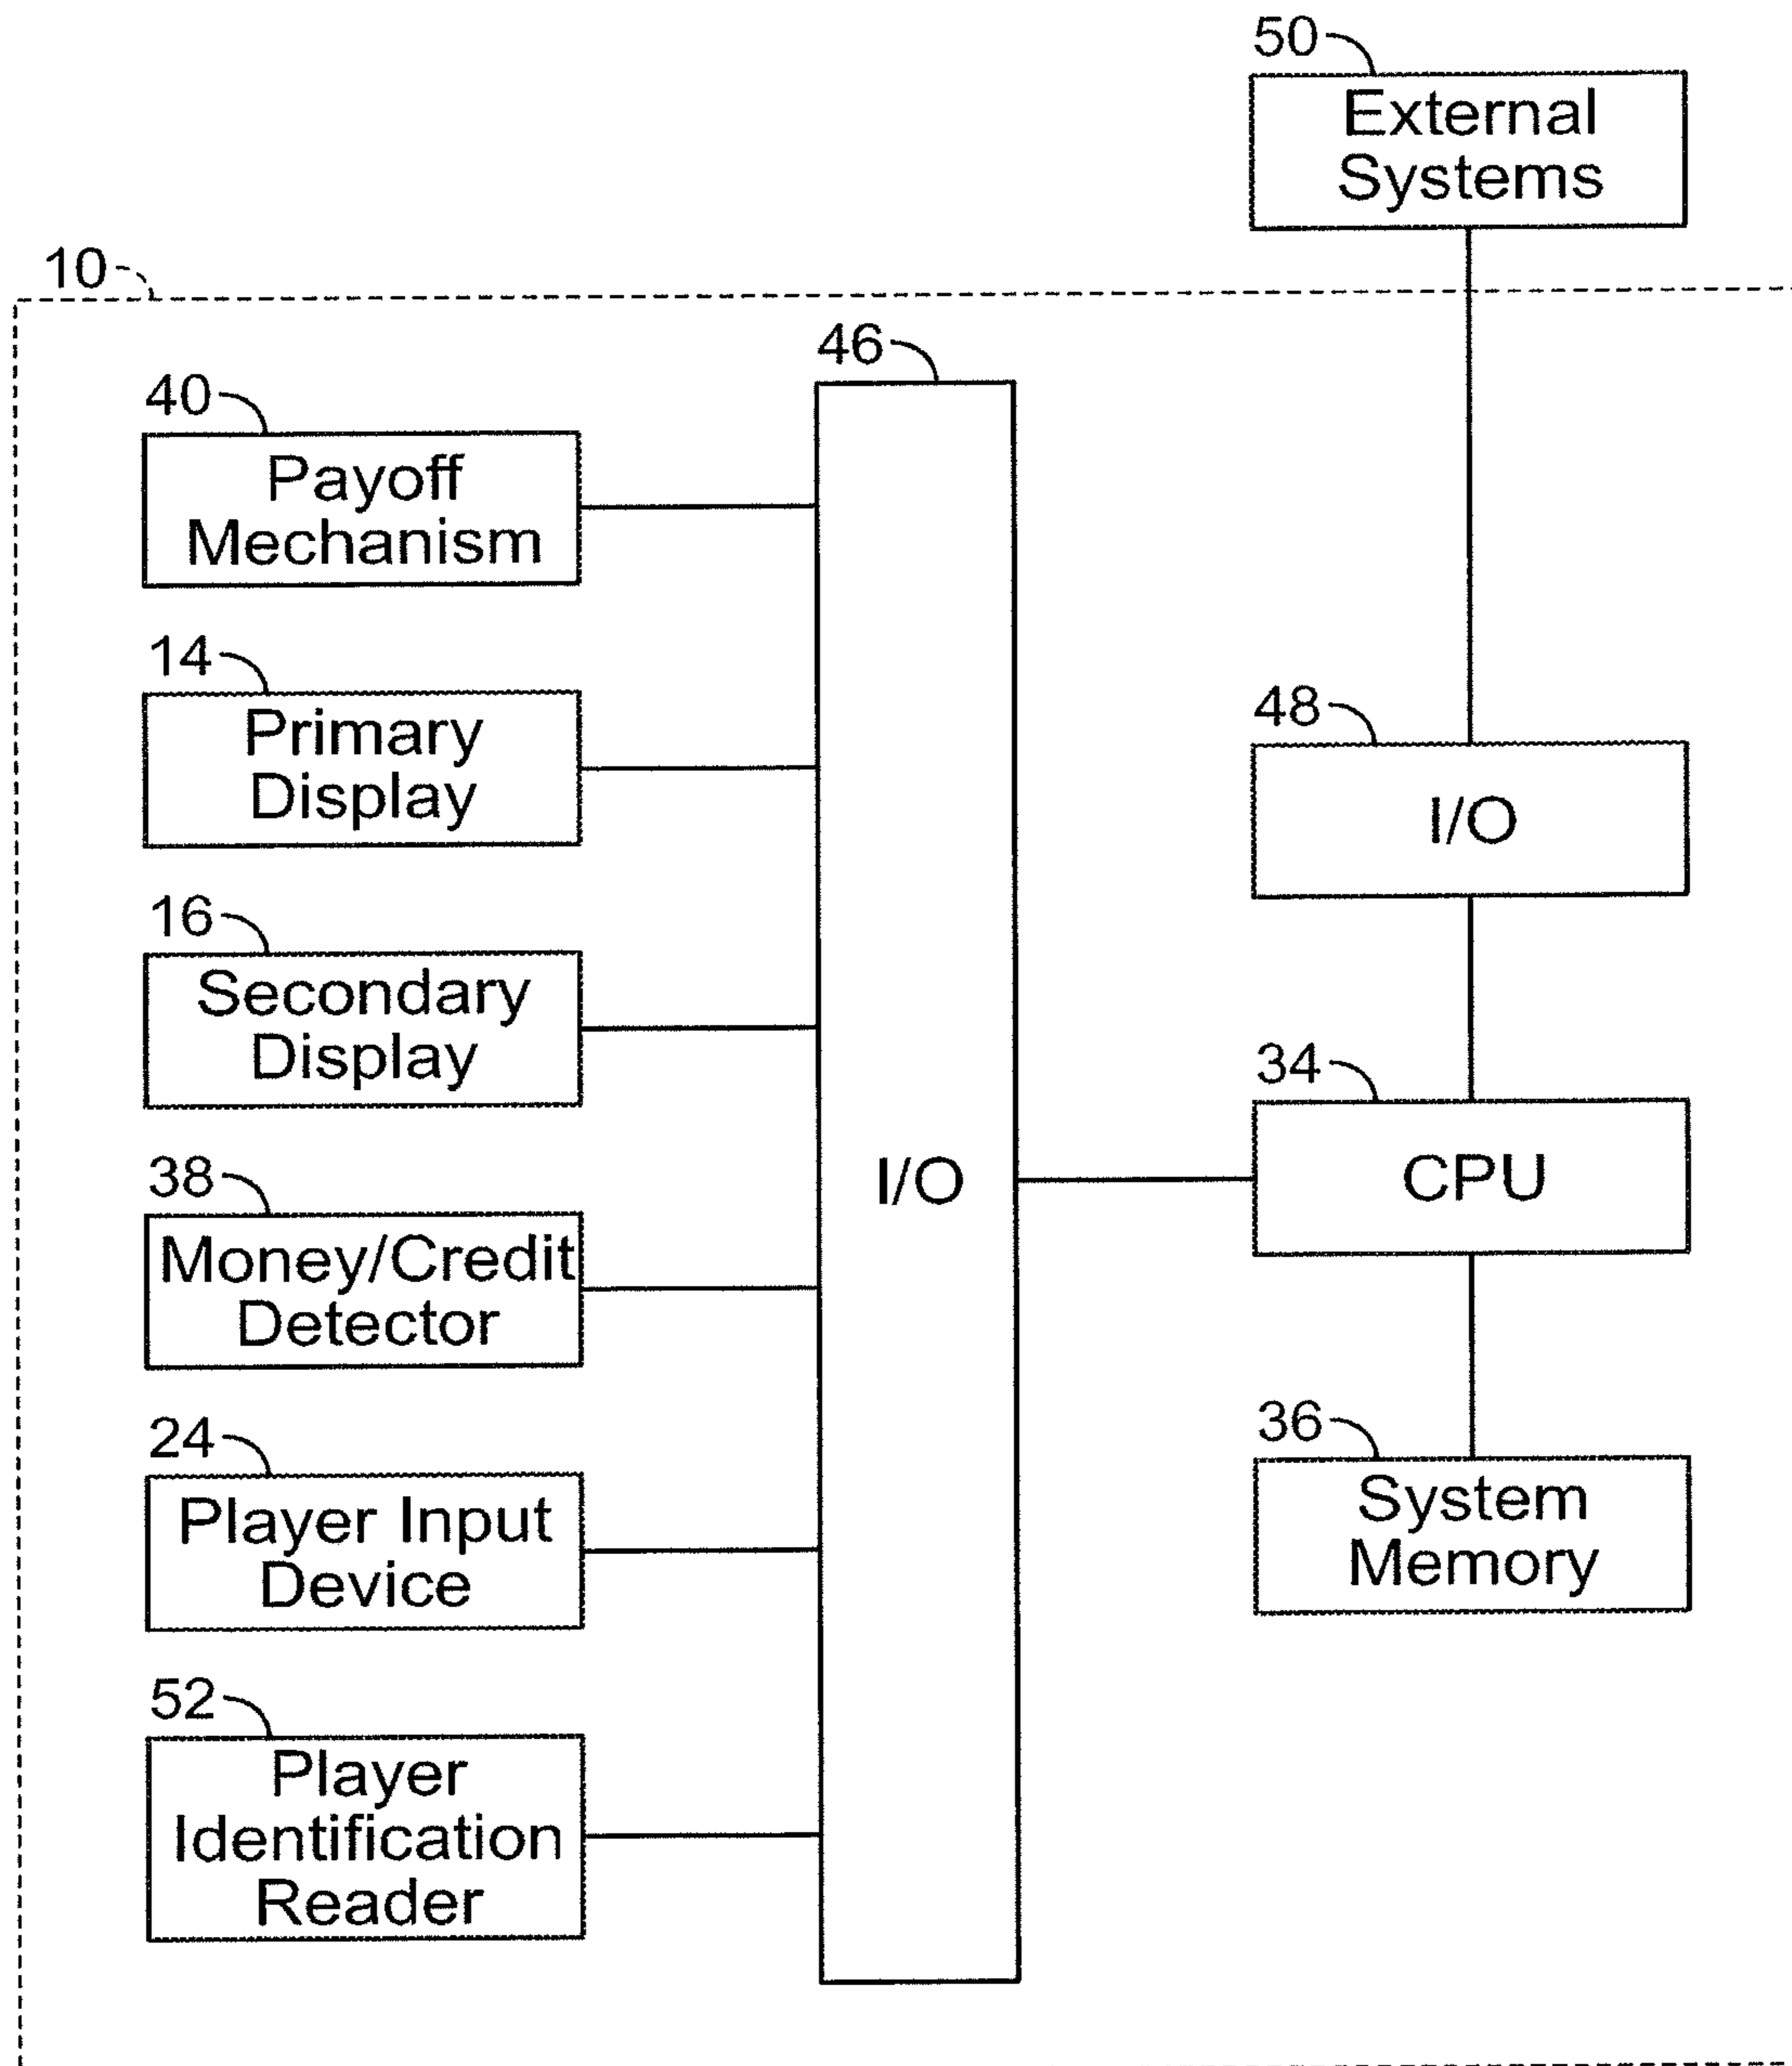 50
External
Systems
10
46
40
Payoff
Mechanism
14
Primary
Display
48
I/O
16
Secondary
Display
34
CPU
38
Money/Credit
Detector
I/O
24
Player Input
Device
36
System
Memory
52
Player
Identification
Reader